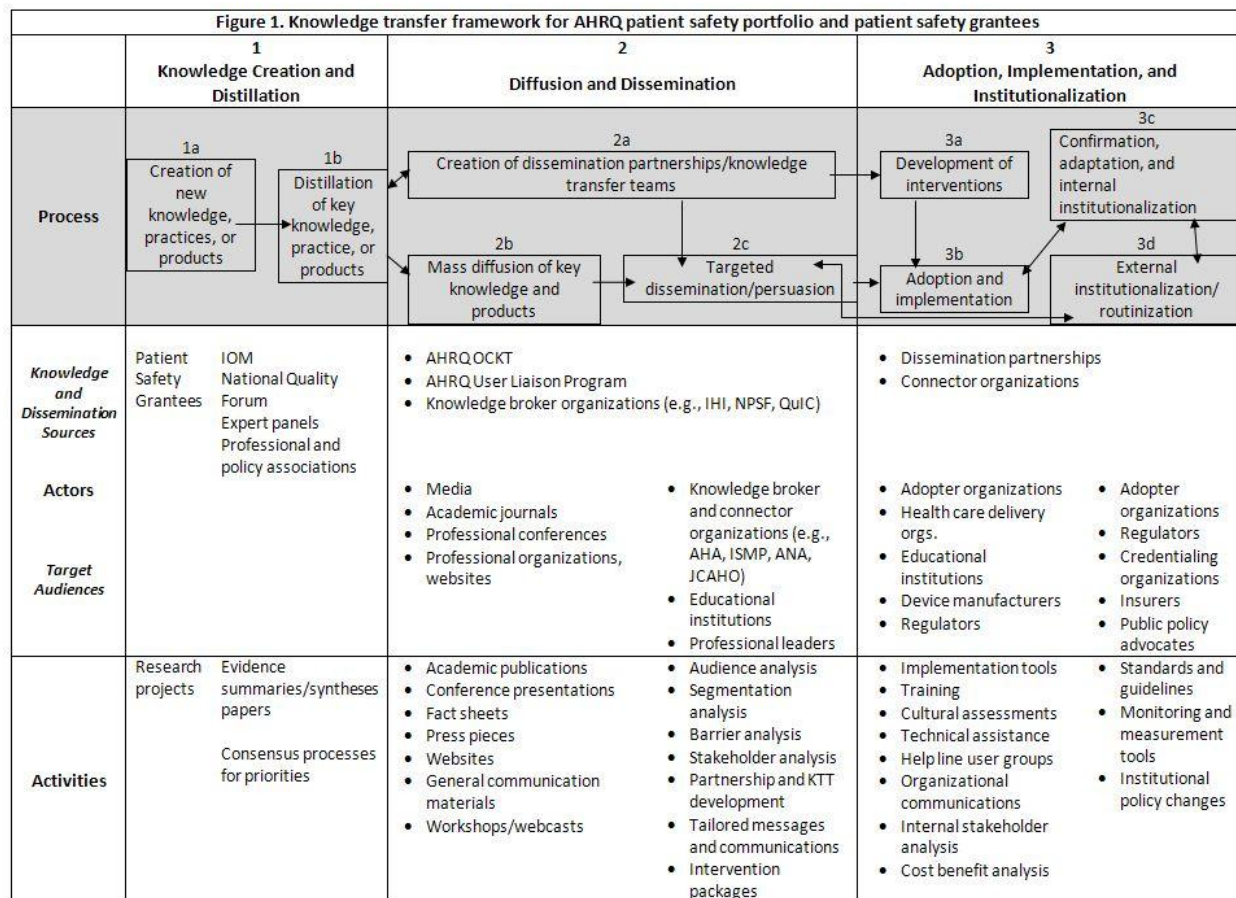 Figure 1. Knowledge transfer framework for AHRQ patient safety portfolio and patient safety grantees
1
Knowledge Creation and
Distillation
2
Diffusion and Dissemination
3
Adoption, Implementation, and
Institutionalization
Process
1a
Creation of
new
knowledge,
practices, or
products
1b
Distillation
of key
knowledge,
practice, or
products
2a
Creation of dissemination partnerships/knowledge
transfer teams
2b
Mass diffusion of key
knowledge and
products
2c
Targeted
dissemination/persuasion
3a
Development of
interventions
3b
Adoption and
implementation
3c
Confirmation,
adaptation, and
internal
institutionalization
3d
External
institutionalization/
routinization
Knowledge
and
Dissemination
Sources
Actors
Target
Audiences
Patient
Safety
Grantees
IOM
National Quality
Forum
Expert panels
Professional and
policy associations
• AHRQ OCKT
• AHRQ User Liaison Program
• Knowledge broker organizations (e.g., IHI, NPSF, QuIC)
• Media
• Academic journals
• Professional conferences
• Professional organizations,
websites
• Knowledge broker
and connector
organizations (e.g.,
AHA, ISMP, ANA,
JCAHO)
• Educational
institutions
• Professional leaders
• Dissemination partnerships
• Connector organizations
• Adopter organizations
• Health care delivery
orgs.
• Educational
institutions
• Device manufacturers
• Regulators
• Adopter
organizations
• Regulators
• Credentialing
organizations
• Insurers
• Public policy
advocates
Activities
Research
projects
Evidence
summaries/syntheses
papers
Consensus processes
for priorities
• Academic publications
• Conference presentations
• Fact sheets
• Press pieces
• Websites
• General communication
materials
• Workshops/webcasts
• Audience analysis
• Segmentation
analysis
• Barrier analysis
• Stakeholder analysis
• Partnership and KTT
development
• Tailored messages
and communications
• Intervention
packages
• Implementation tools
• Training
• Cultural assessments
• Technical assistance
• Help line user groups
• Organizational
communications
• Internal stakeholder
analysis
• Cost benefit analysis
• Standards and
guidelines
• Monitoring and
measurement
tools
• Institutional
policy changes